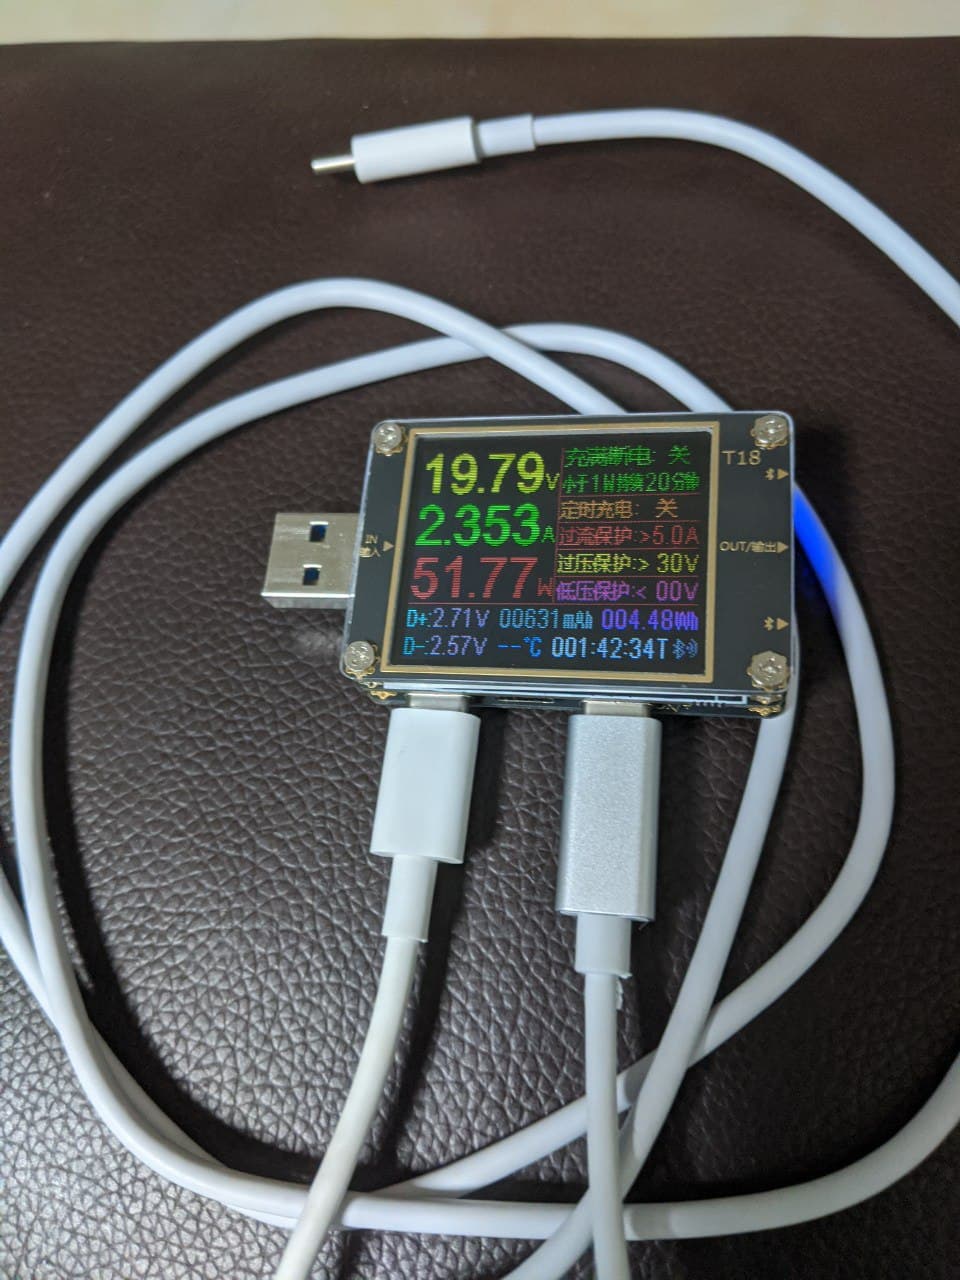 19.79V
2.353A
51.77W
充满断电: 关
小于1W持续20分钟
定时充电: 关
过流保护:>5.0A
过压保护:> 30V
低压保护:< 00V
D+:2.71V 00631mAh 004.48Wh
D-:2.57V --℃ 001:42:34T
IN
输入
T18
OUT/输出